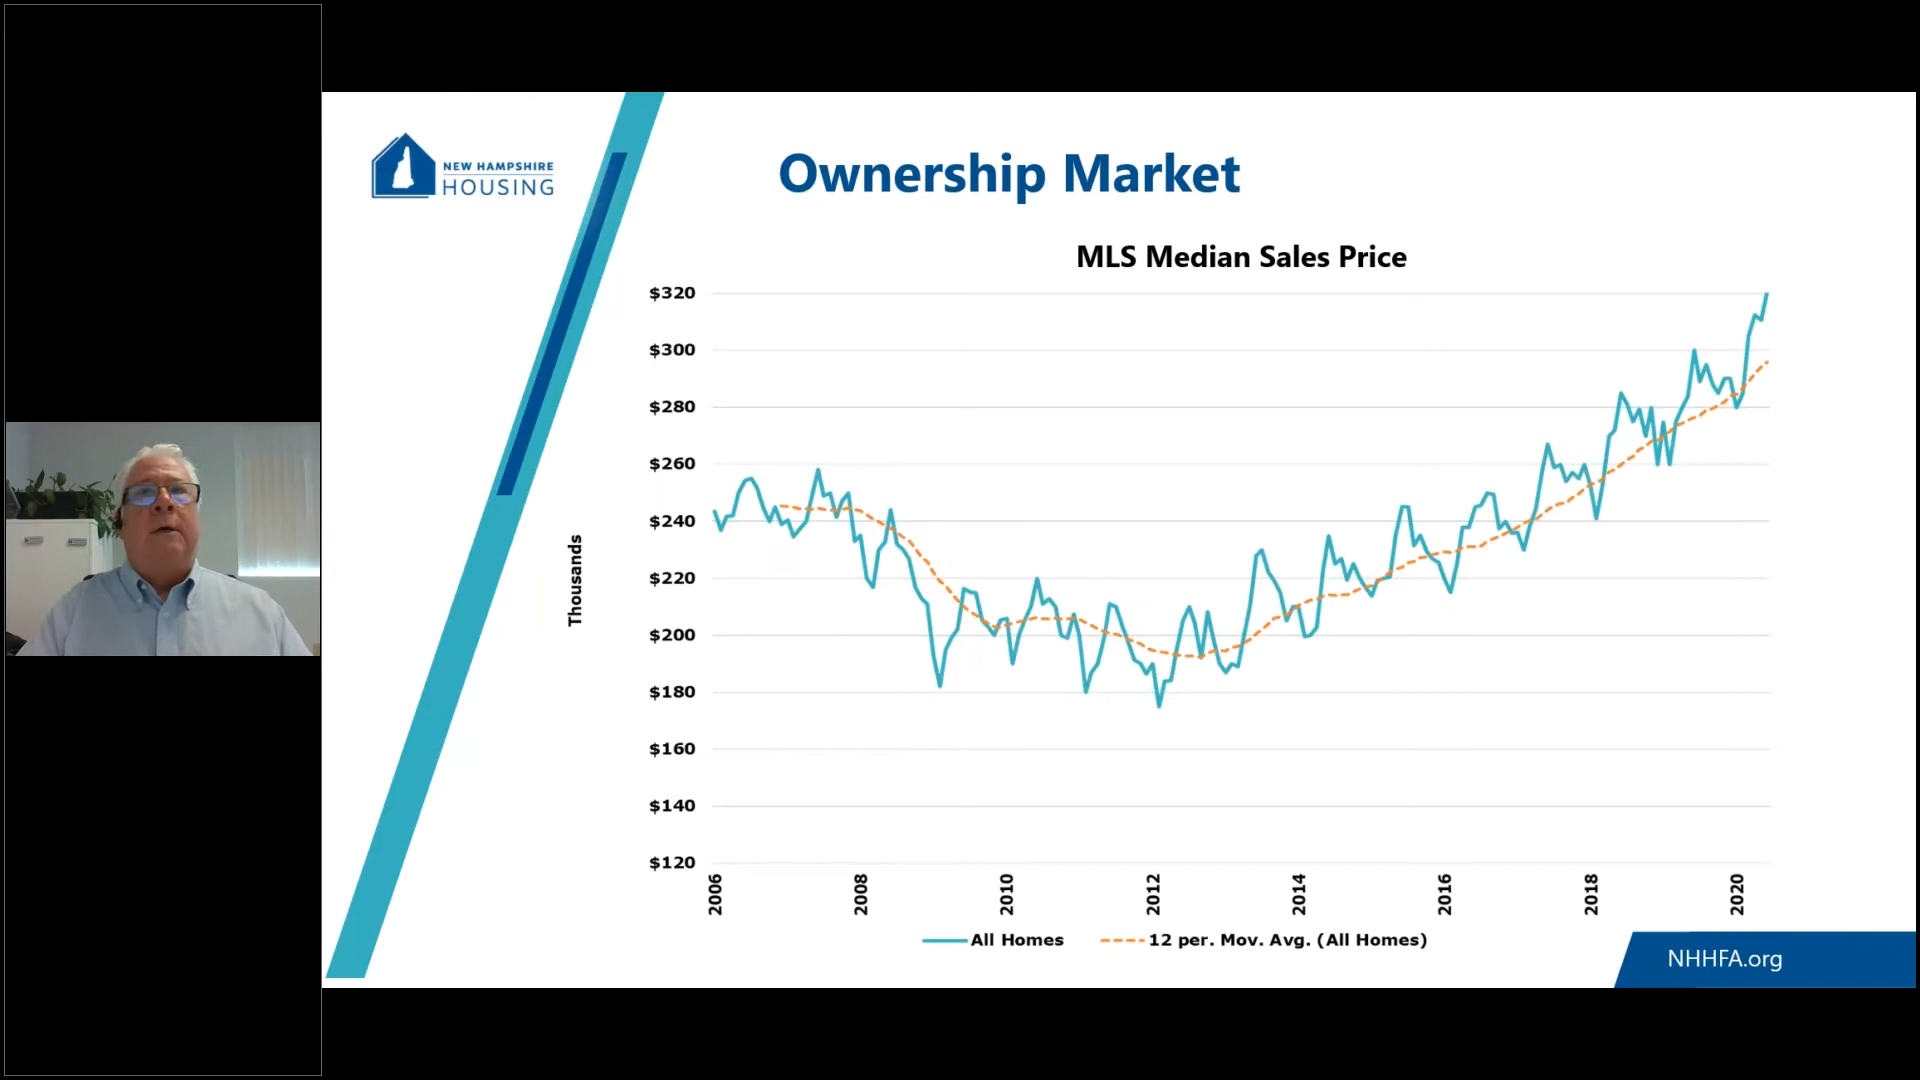 NEW HAMPSHIRE
HOUSING
Ownership Market
MLS Median Sales Price
Thousands
$320
$300
$280
$260
$240
$220
$200
$180
$160
$140
$120
2006
2008
2010
2012
2014
2016
2018
2020
All Homes
12 per. Mov. Avg. (All Homes)
NHHFA.org